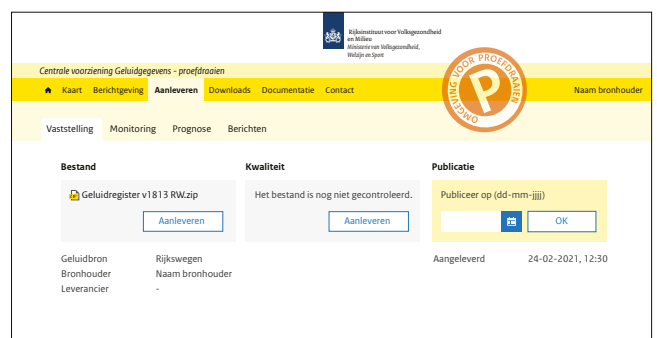 Rijksinstituut voor Volksgezondheid
en Milieu
Ministerie van Volksgezondheid,
Welzijn en Sport
Centrale voorziening Geluidgegevens - proefdraaien
OMGEVING VOOR PROEFDRAAIEN
P
Kaart Berichtgeving Aanleveren Downloads Documentatie Contact Naam bronhouder
Vaststelling Monitoring Prognose Berichten
Bestand Kwaliteit Publicatie
Geluidregister v1813 RW.zip Het bestand is nog niet gecontroleerd. Publiceer op (dd-mm-jjjj)
Aanleveren Aanleveren OK
Geluidbron Rijkswegen Aangeleverd 24-02-2021, 12:30
Bronhouder Naam bronhouder
Leverancier -